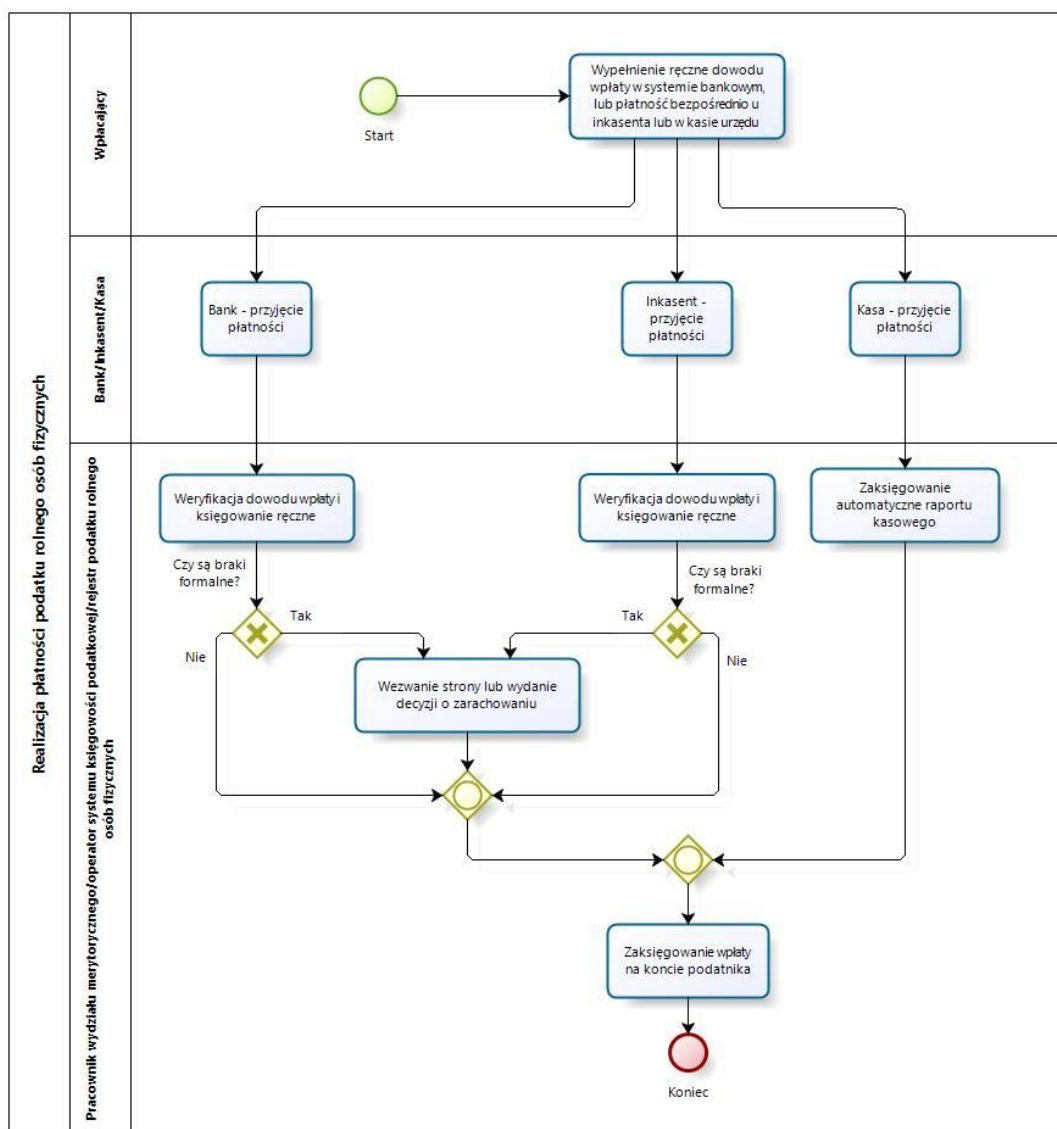 Realizacja płatności podatku rolnego osób fizycznych
Wpłacający
Start
Wypełnienie ręczne dowodu
wpłaty w systemie bankowym,
lub płatność bezpośrednio u
inkasenta lub w kasie urzędu
Bank/Inkasent/Kasa
Bank - przyjęcie
płatności
Inkasent -
przyjęcie
płatności
Kasa - przyjęcie
płatności
Pracownik wydziału merytorycznego/operator systemu księgowości podatkowej/rejestr podatku rolnego
osób fizycznych
Weryfikacja dowodu wpłaty i
księgowanie ręczne
Weryfikacja dowodu wpłaty i
księgowanie ręczne
Zaksięgowanie
automatyczne raportu
kasowego
Czy są braki
formalne?
Czy są braki
formalne?
Tak
Tak
Nie
Nie
Wezwanie strony lub wydanie
decyzji o zarachowaniu
Zaksięgowanie wpłaty
na koncie podatnika
Koniec